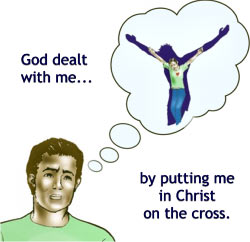 God dealt
with me...
by putting me
in Christ
on the cross.